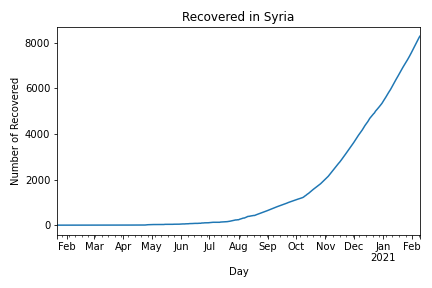 Recovered in Syria
Number of Recovered
8000
6000
4000
2000
0
Feb Mar Apr May Jun Jul Aug Sep Oct Nov Dec Jan Feb
2021
Day